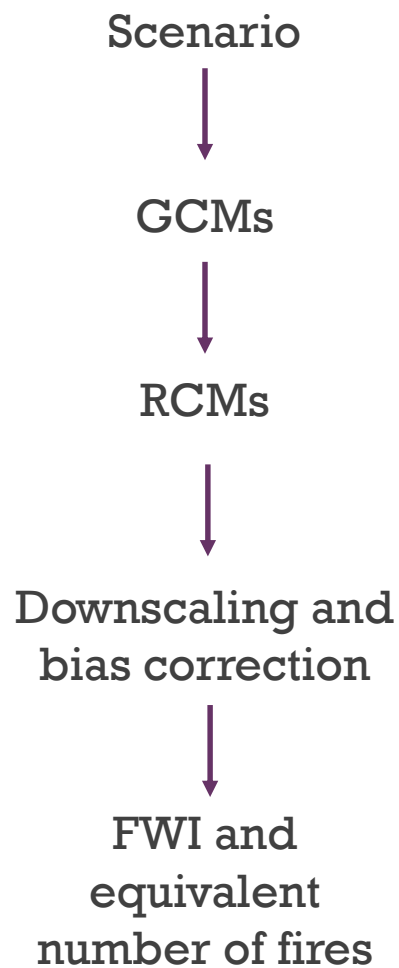 Scenario
GCMs
RCMs
Downscaling and
bias correction
FWI and
equivalent
number of fires